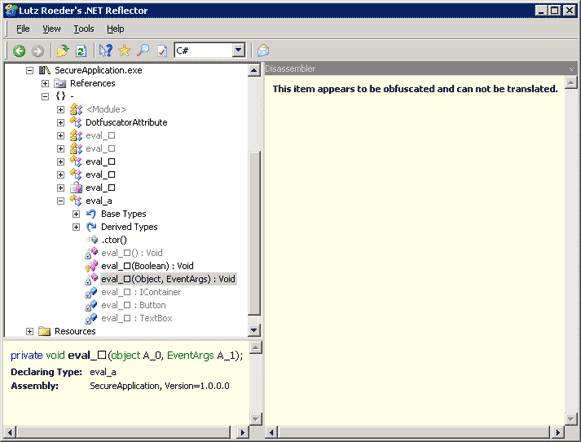 Lutz Roeder's .NET Reflector
File View Tools Help
C#
SecureApplication.exe
References
{ } -
<Module>
DotfuscatorAttribute
eval_□
eval_□
eval_□
eval_□
eval_□
eval_a
Base Types
Derived Types
.ctor()
eval_□() : Void
eval_□(Boolean) : Void
eval_□(Object, EventArgs) : Void
eval_□ : IContainer
eval_□ : Button
eval_□ : TextBox
Resources
private void eval_□(object A_0, EventArgs A_1);
Declaring Type: eval_a
Assembly: SecureApplication, Version=1.0.0.0
Disassembler
This item appears to be obfuscated and can not be translated.